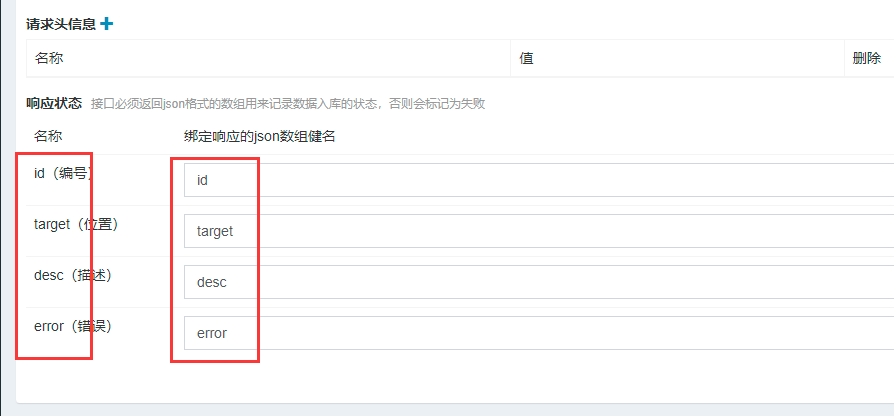 请求头信息
名称 值 删除
响应状态 接口必须返回json格式的数组用来记录数据入库的状态，否则会标记为失败
名称 绑定响应的json数组健名
id（编号） id
target（位置） target
desc（描述） desc
error（错误） error